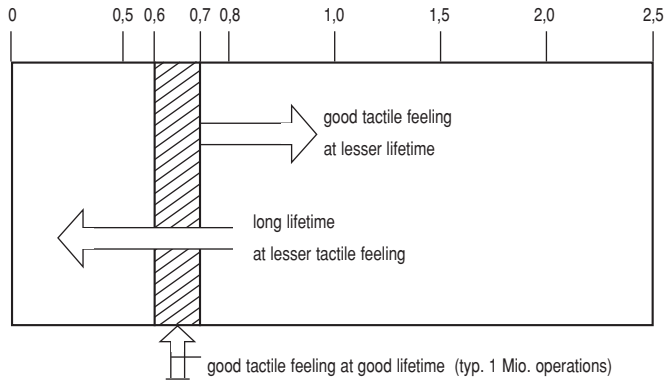 0 0,5 0,6 0,7 0,8 1,0 1,5 2,0 2,5
good tactile feeling
at lesser lifetime
long lifetime
at lesser tactile feeling
good tactile feeling at good lifetime (typ. 1 Mio. operations)